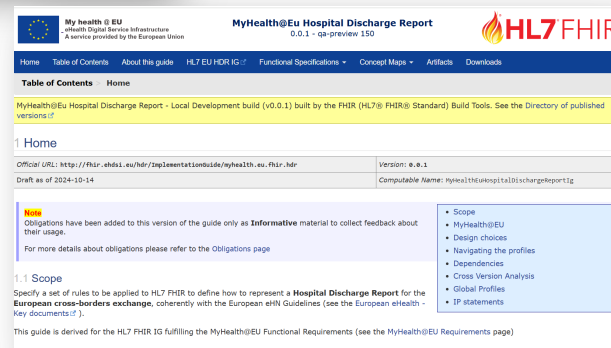 My health @ EU
eHealth Digital Service Infrastructure
A service provided by the European Union
MyHealth@Eu Hospital Discharge Report
0.0.1 - qa-preview 150
HL7 FHIR
Home Table of Contents About this guide HL7 EU HDR IG Functional Specifications Concept Maps Artifacts Downloads
Table of Contents Home
MyHealth@Eu Hospital Discharge Report - Local Development build (v0.0.1) built by the FHIR (HL7® FHIR® Standard) Build Tools. See the Directory of published
versions
1 Home
Official URL: http://fhir.ehdsi.eu/hdr/ImplementationGuide/myhealth.eu.fhir.hdr Version: 0.0.1
Draft as of 2024-10-14 Computable Name: MyHealthEuHospitalDischargeReportIg
Note
Obligations have been added to this version of the guide only as Informative material to collect feedback about
their usage.
For more details about obligations please refer to the Obligations page
• Scope
• MyHealth@EU
• Design choices
• Navigating the profiles
• Dependencies
• Cross Version Analysis
• Global Profiles
• IP statements
1.1 Scope
Specify a set of rules to be applied to HL7 FHIR to define how to represent a Hospital Discharge Report for the
European cross-borders exchange, coherently with the European eHN Guidelines (see the European eHealth -
Key documents ).
This guide is derived for the HL7 FHIR IG fulfilling the MyHealth@EU Functional Requirements (see the MyHealth@EU Requirements page)